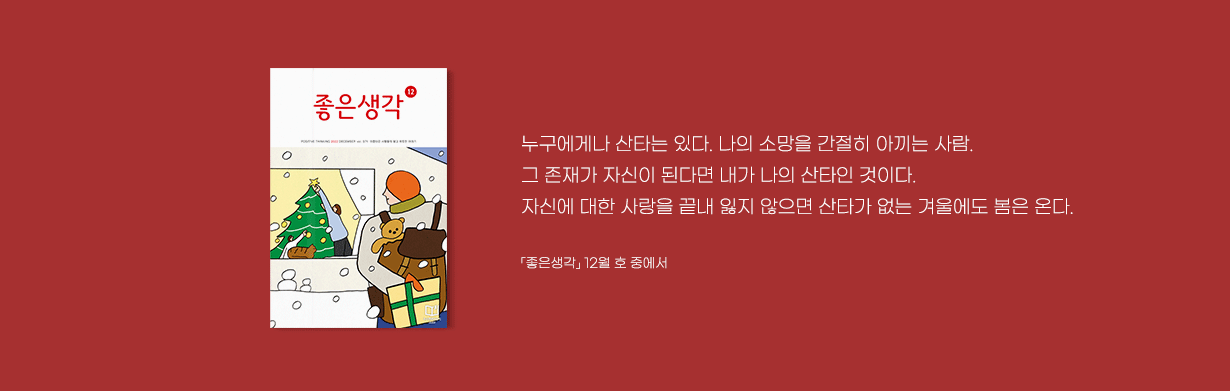 좋은생각
12
POSITIVE THINKING
DECEMBER
누구에게나 산타는 있다. 나의 소망을 간절히 아끼는 사람.
그 존재가 자신이 된다면 내가 나의 산타인 것이다.
자신에 대한 사랑을 끝내 잃지 않으면 산타가 없는 겨울에도 봄은 온다.
「좋은생각」 12월 호 중에서